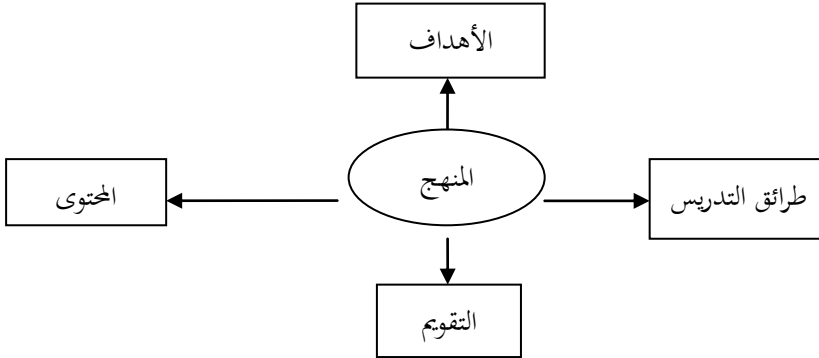 الأهداف
المنهج
طرائق التدريس
المحتوى
التقويم